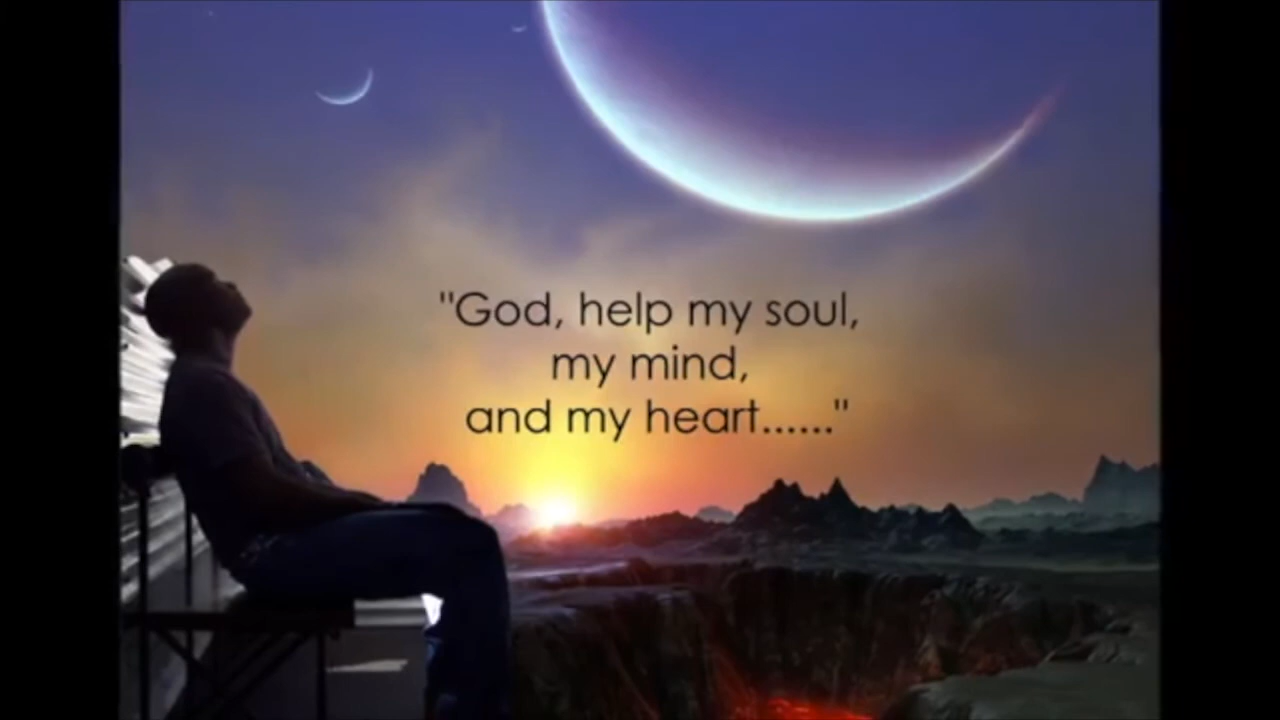 "God, help my soul,
my mind,
and my heart......"